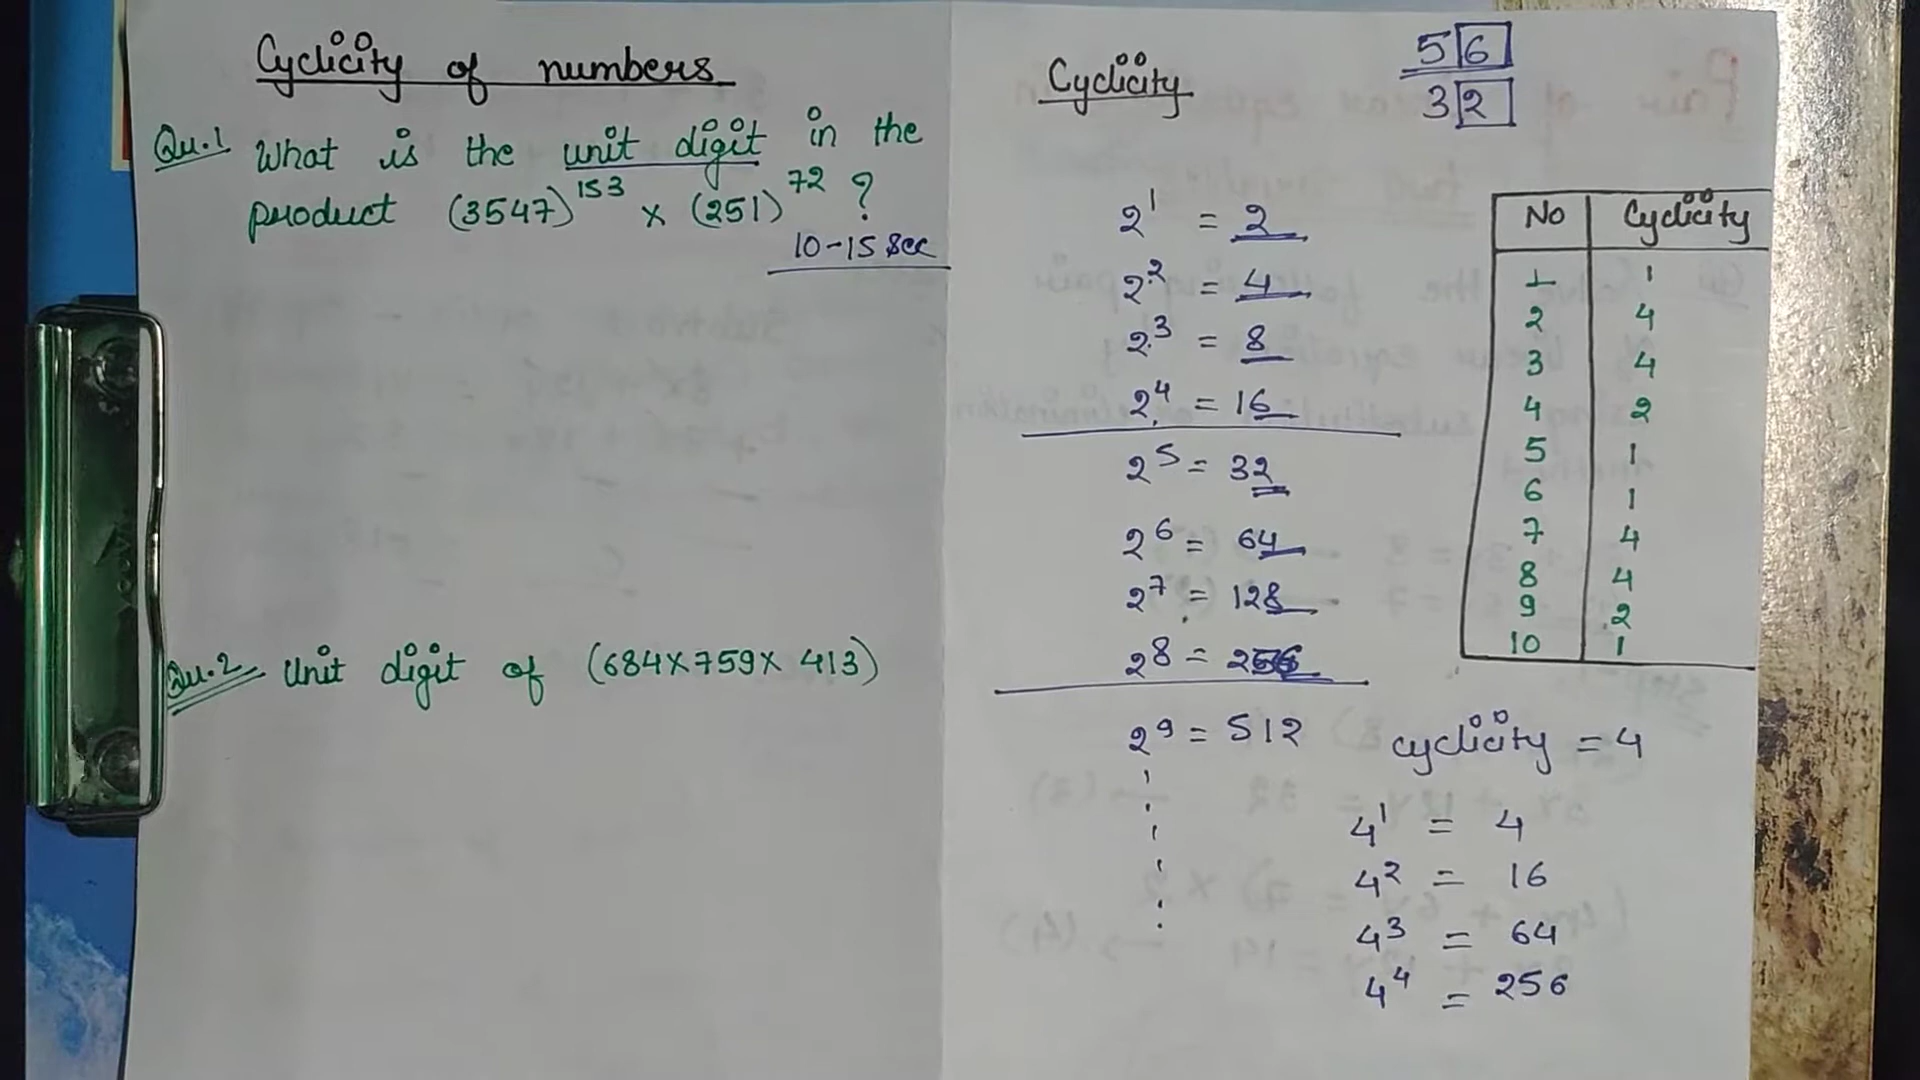 Cyclicity of numbers
Qu.1 What is the unit digit in the
product (3547)^153 x (251)^72 ?
10-15 sec
Qu.2 Unit digit of (684x759x 413)
Cyclicity
5 6
3 2
2^1 = 2
2^2 = 4
2^3 = 8
2^4 = 16
2^5 = 32
2^6 = 64
2^7 = 128
2^8 = 256
2^9 = 512
No Cyclicity
1 1
2 4
3 4
4 2
5 1
6 1
7 4
8 4
9 2
10 1
cyclicity = 4
4^1 = 4
4^2 = 16
4^3 = 64
4^4 = 256